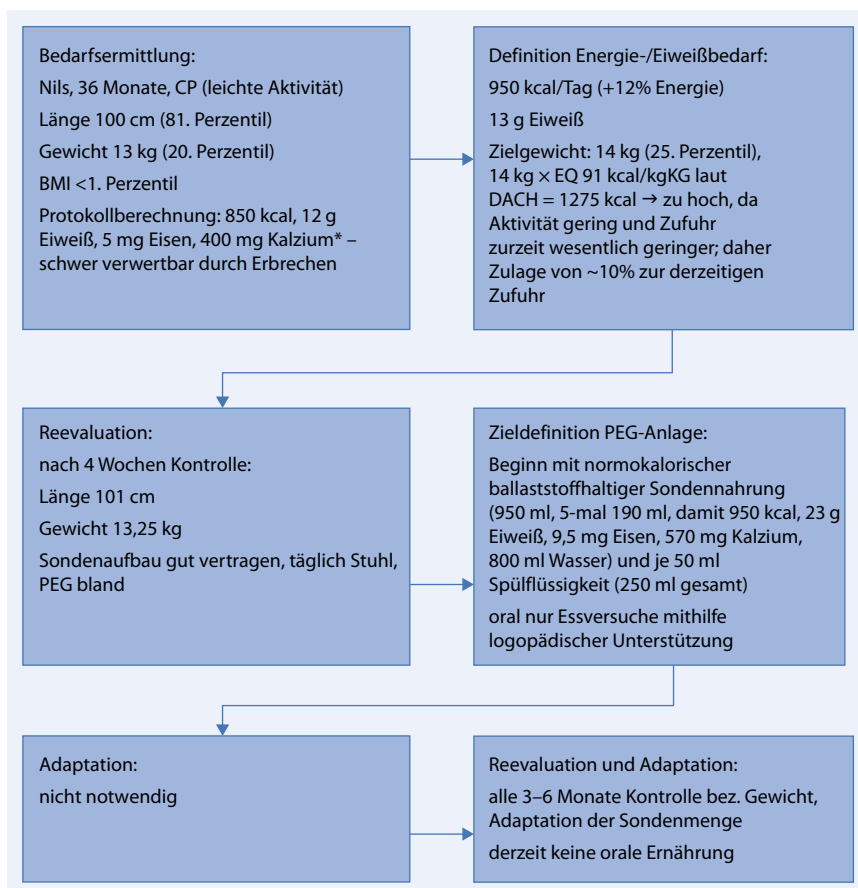 Bedarfsermittlung:
Nils, 36 Monate, CP (leichte Aktivität)
Länge 100 cm (81. Perzentil)
Gewicht 13 kg (20. Perzentil)
BMI <1. Perzentil
Protokollberechnung: 850 kcal, 12 g
Eiweiß, 5 mg Eisen, 400 mg Kalzium* –
schwer verwertbar durch Erbrechen
Definition Energie-/Eiweißbedarf:
950 kcal/Tag (+12% Energie)
13 g Eiweiß
Zielgewicht: 14 kg (25. Perzentil),
14 kg × EQ 91 kcal/kgKG laut
DACH = 1275 kcal → zu hoch, da
Aktivität gering und Zufuhr
zurzeit wesentlich geringer; daher
Zulage von ~10% zur derzeitigen
Zufuhr
Reevaluation:
nach 4 Wochen Kontrolle:
Länge 101 cm
Gewicht 13,25 kg
Sondenaufbau gut vertragen, täglich Stuhl,
PEG bland
Zieldefinition PEG-Anlage:
Beginn mit normokalorischer
ballaststoffhaltiger Sondennahrung
(950 ml, 5-mal 190 ml, damit 950 kcal, 23 g
Eiweiß, 9,5 mg Eisen, 570 mg Kalzium,
800 ml Wasser) und je 50 ml
Spülflüssigkeit (250 ml gesamt)
oral nur Essversuche mithilfe
logopädischer Unterstützung
Adaptation:
nicht notwendig
Reevaluation und Adaptation:
alle 3–6 Monate Kontrolle bez. Gewicht,
Adaptation der Sondenmenge
derzeit keine orale Ernährung